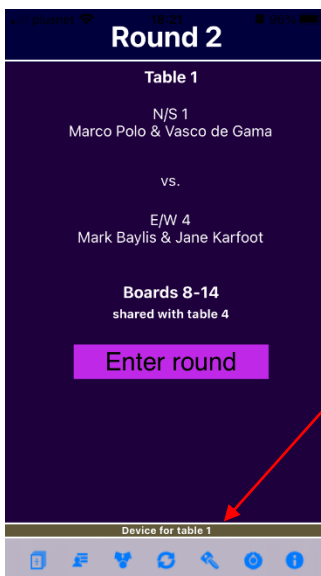 Round 2
Table 1
N/S 1
Marco Polo & Vasco de Gama
vs.
E/W 4
Mark Baylis & Jane Karfoot
Boards 8-14
shared with table 4
Enter round
Device for table 1